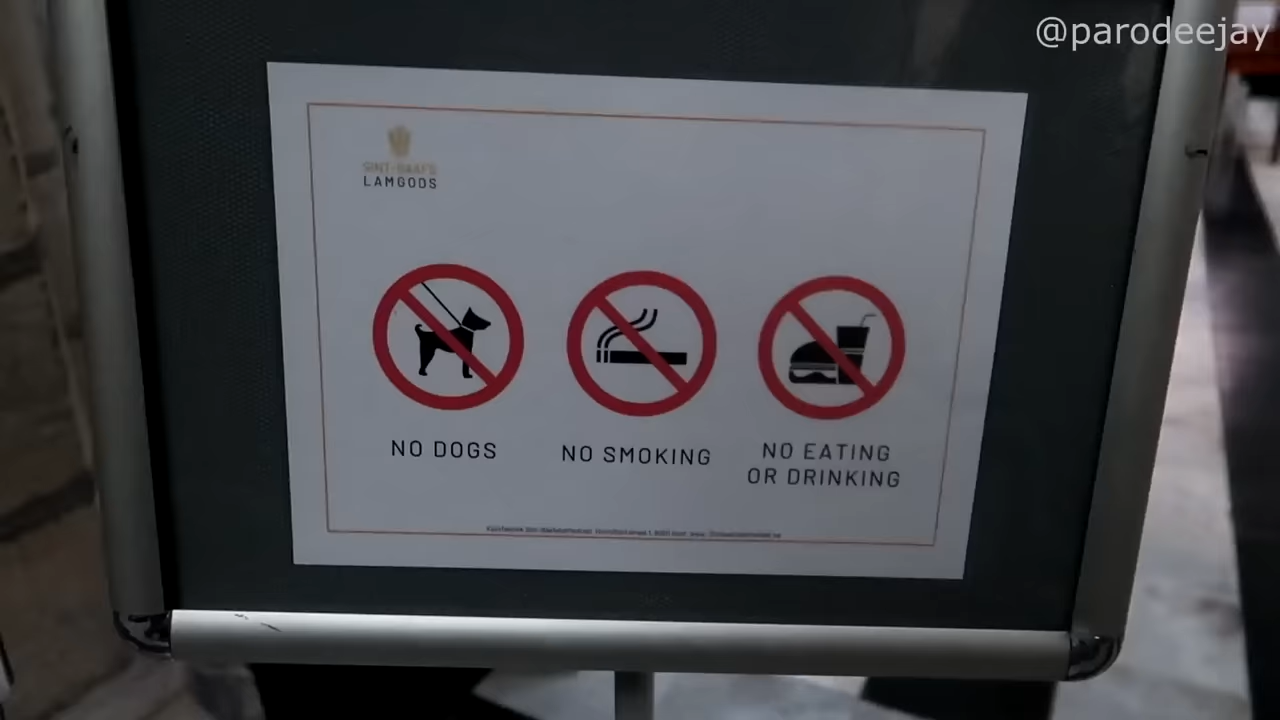 @parodeejay
SINT-BAAFS
LAMGODS
NO DOGS
NO SMOKING
NO EATING
OR DRINKING